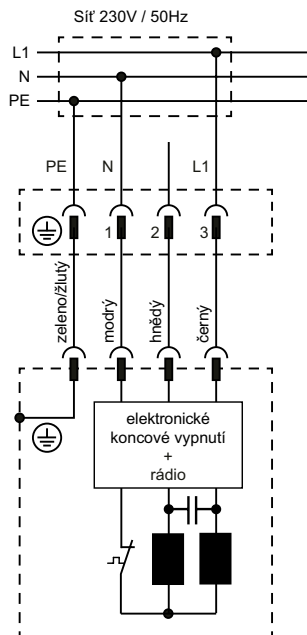 Síť 230V / 50Hz
L1
N
PE
PE N L1
1 2 3
zeleno/žlutý
modrý
hnědý
černý
elektronické
koncové vypnutí
+
rádio